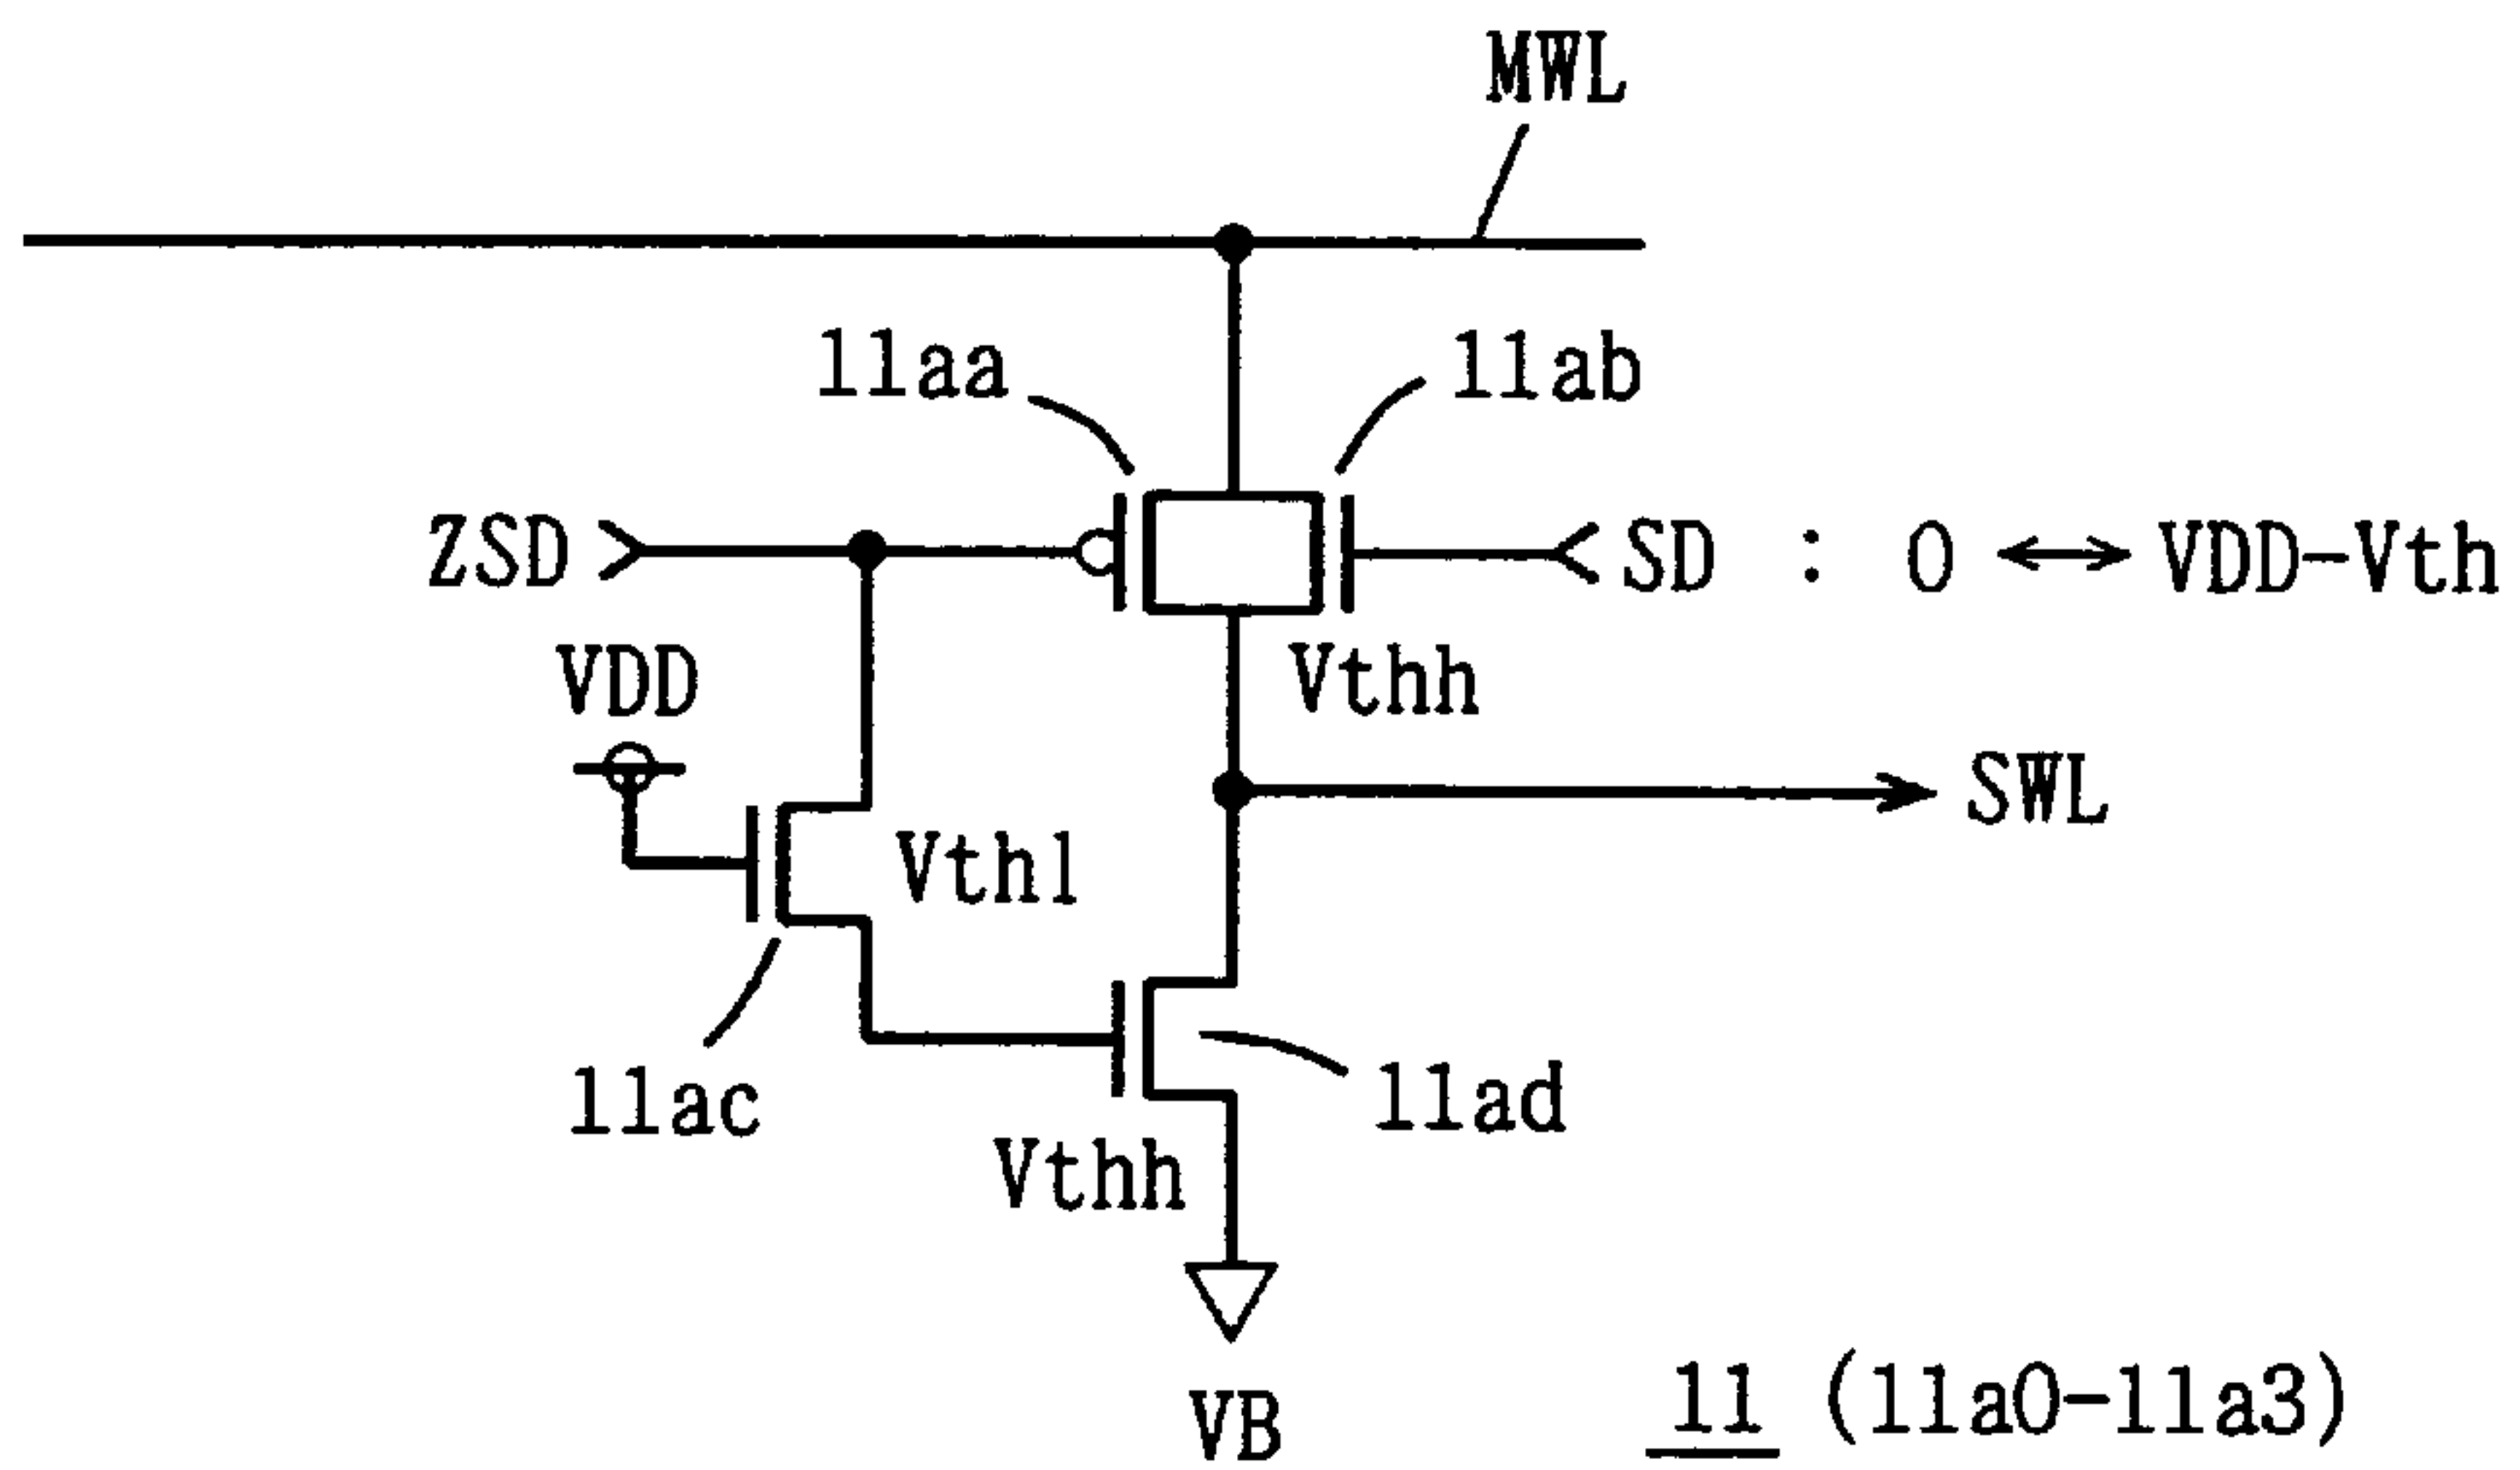 MWL
11aa
11ab
ZSD
SD : 0 ↔ VDD-Vth
VDD
Vthh
SWL
Vthl
11ac
11ad
Vthh
VB
11 (11a0-11a3)